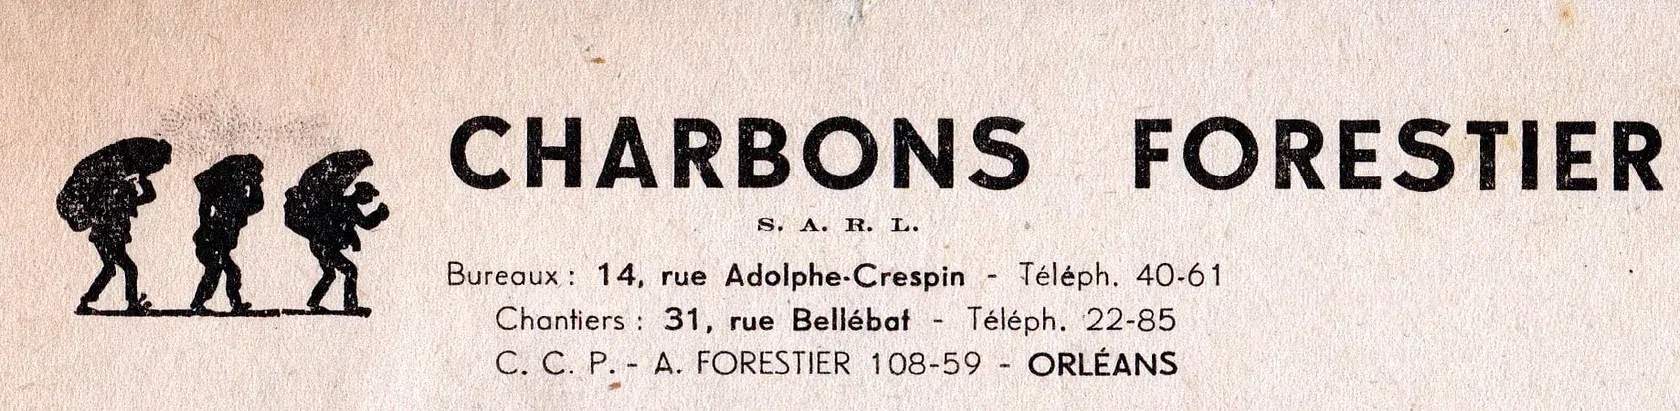 CHARBONS FORESTIER
S. A. R. L.
Bureaux : 14, rue Adolphe-Crespin - Téléph. 40-61
Chantiers : 31, rue Bellébat - Téléph. 22-85
C. C. P. - A. FORESTIER 108-59 - ORLÉANS